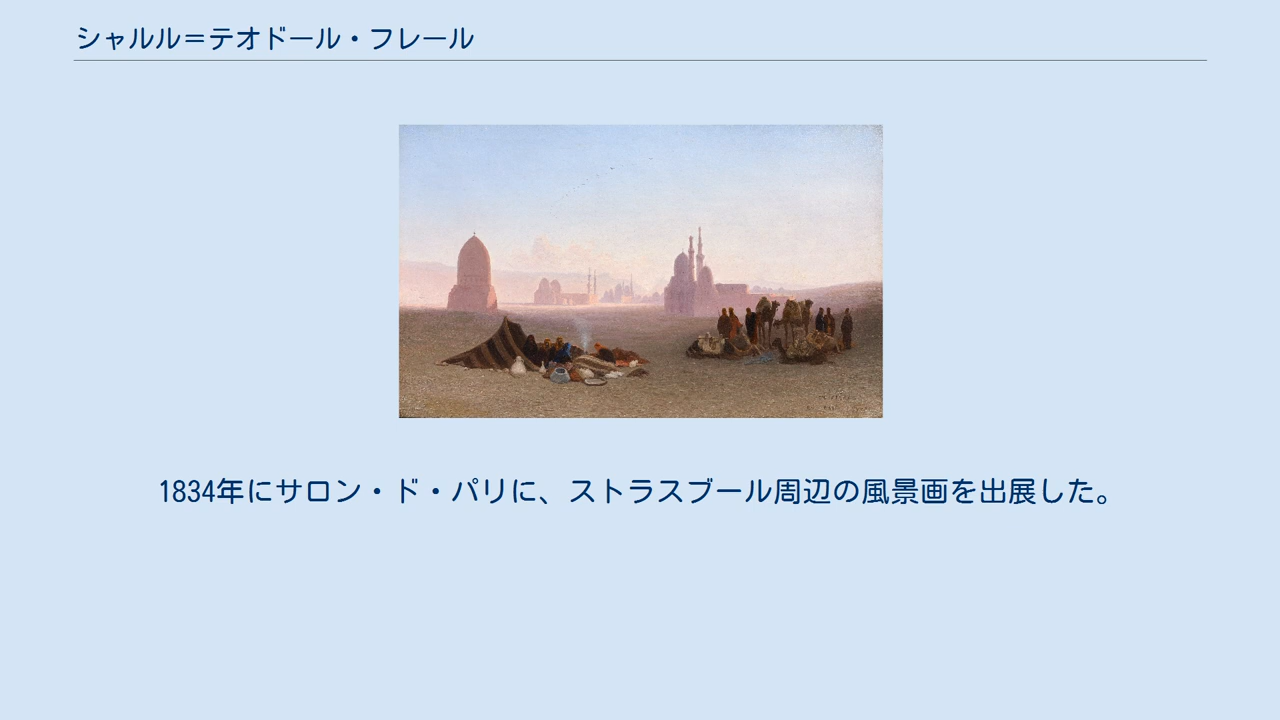 シャルル＝テオドール・フレール
1834年にサロン・ド・パリに、ストラスブール周辺の風景画を出展した。